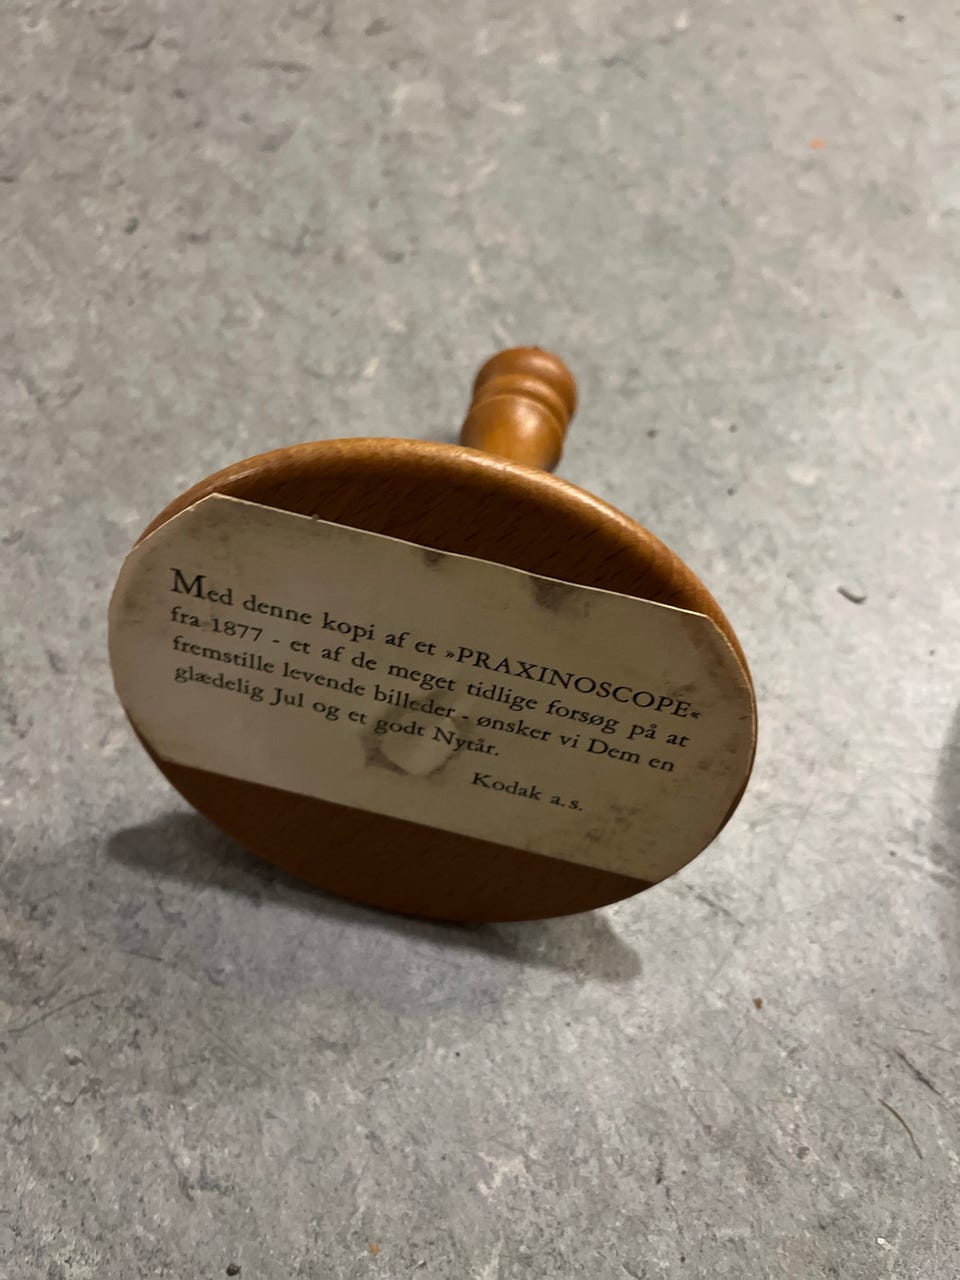 Med denne kopi af et »PRAXINOSCOPE«
fra 1877 - et af de meget tidlige forsøg på at
fremstille levende billeder - ønsker vi Dem en
glædelig Jul og et godt Nytår.
Kodak a.s.